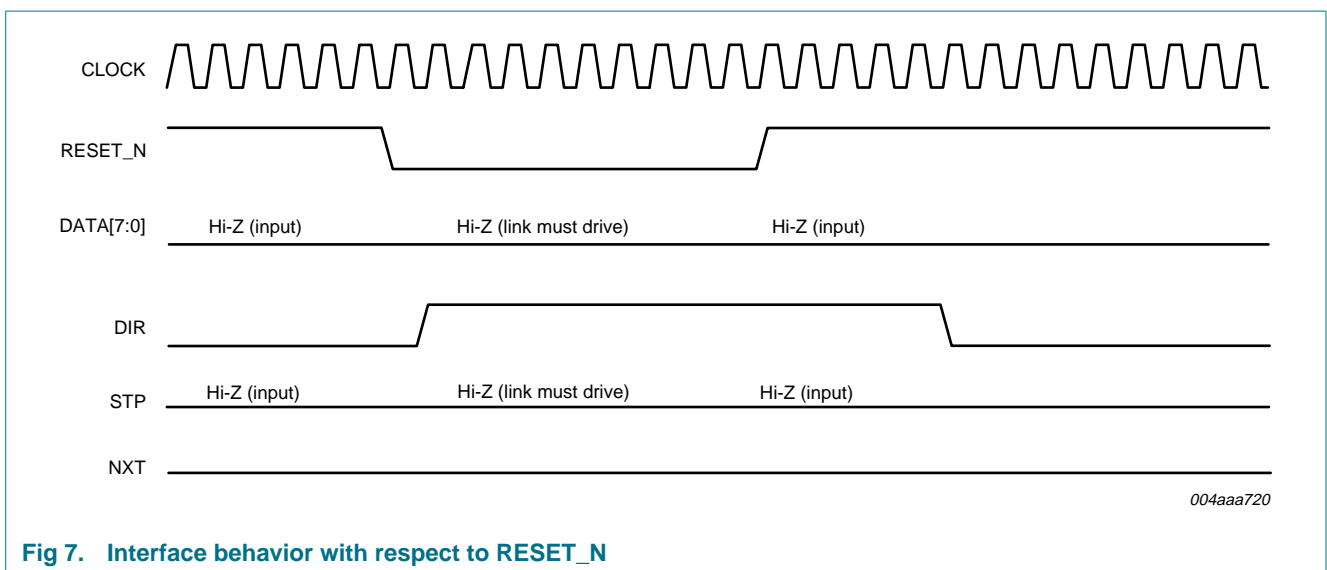 CLOCK
RESET_N
DATA[7:0] Hi-Z (input) Hi-Z (link must drive) Hi-Z (input)
DIR
STP Hi-Z (input) Hi-Z (link must drive) Hi-Z (input)
NXT
004aaa720
Fig 7. Interface behavior with respect to RESET_N